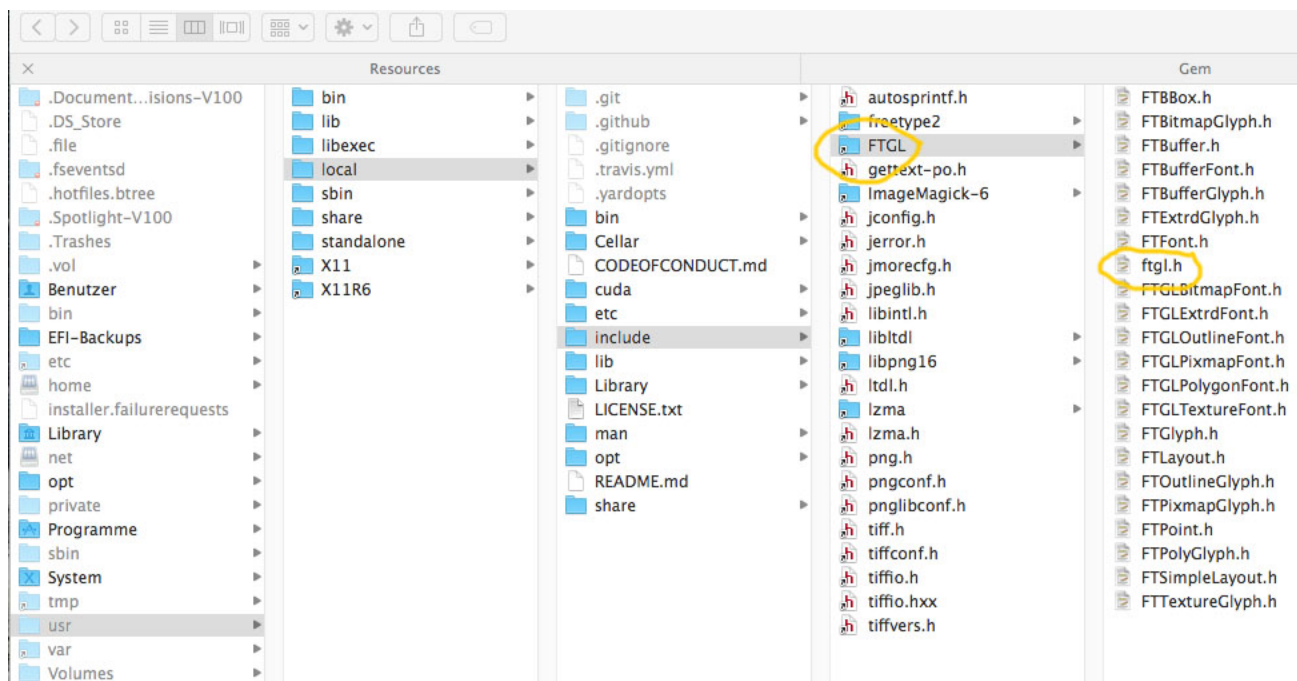 Resources
Gem
.Document...isions-V100
.DS_Store
.file
.fseventsd
.hotfiles.btree
.Spotlight-V100
.Trashes
.vol
Benutzer
bin
EFI-Backups
etc
home
installer.failurerequests
Library
net
opt
private
Programme
sbin
System
tmp
usr
var
Volumes
bin
lib
libexec
local
sbin
share
standalone
X11
X11R6
.git
.github
.gitignore
.travis.yml
.yardopts
bin
Cellar
CODEOFCONDUCT.md
cuda
etc
include
lib
Library
LICENSE.txt
man
opt
README.md
share
autosprintf.h
freetype2
FTGL
gettext-po.h
ImageMagick-6
jconfig.h
jerror.h
jmorecfg.h
jpeglib.h
libintl.h
libltdl
libpng16
ltdl.h
lzma
lzma.h
png.h
pngconf.h
pnglibconf.h
tiff.h
tiffconf.h
tiffio.h
tiffio.hxx
tiffvers.h
FTBBox.h
FTBitmapGlyph.h
FTBuffer.h
FTBufferFont.h
FTBufferGlyph.h
FTExtrdGlyph.h
FTFont.h
ftgl.h
FTGLBitmapFont.h
FTGLExtrdFont.h
FTGLOutlineFont.h
FTGLPixmapFont.h
FTGLPolygonFont.h
FTGLTextureFont.h
FTGlyph.h
FTLayout.h
FTOutlineGlyph.h
FTPixmapGlyph.h
FTPoint.h
FTPolyGlyph.h
FTSimpleLayout.h
FTTextureGlyph.h